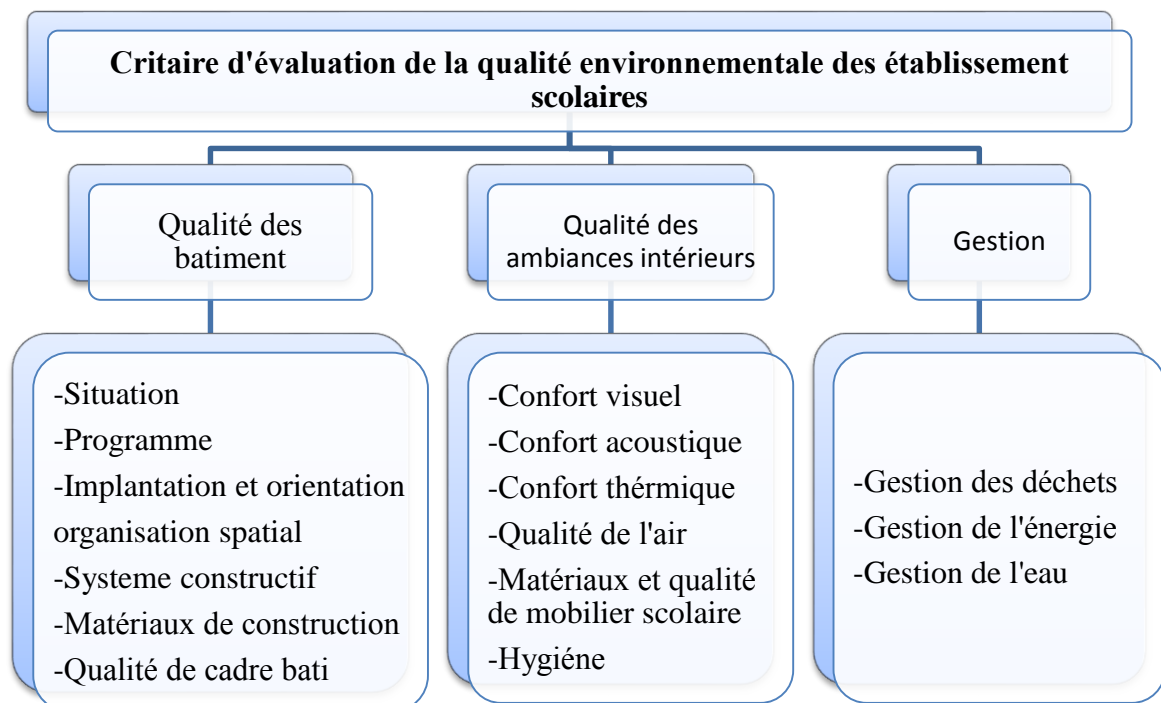 Critaire d'évaluation de la qualité environnementale des établissement
scolaires
Qualité des
batiment
-Situation
-Programme
-Implantation et orientation
organisation spatial
-Systeme constructif
-Matériaux de construction
-Qualité de cadre bati
Qualité des
ambiances intérieurs
-Confort visuel
-Confort acoustique
-Confort thérmique
-Qualité de l'air
-Matériaux et qualité
de mobilier scolaire
-Hygiéne
Gestion
-Gestion des déchets
-Gestion de l'énergie
-Gestion de l'eau